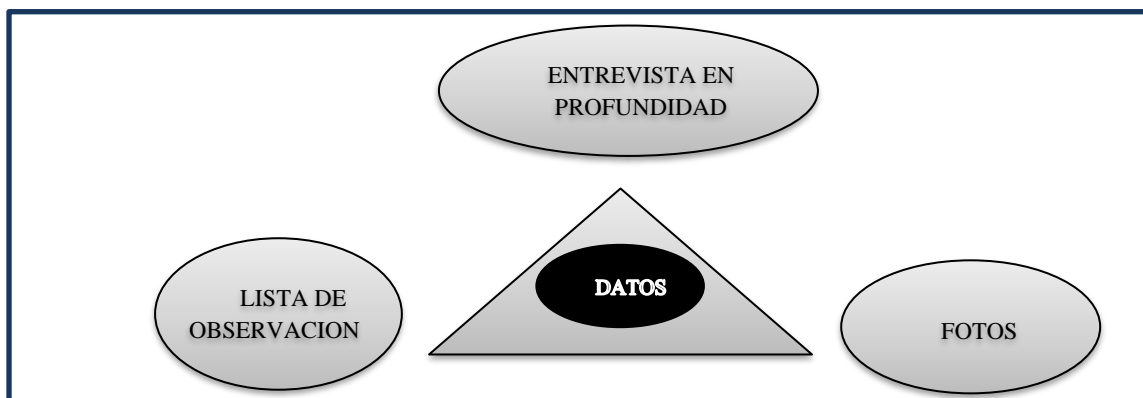 ENTREVISTA EN
PROFUNDIDAD
DATOS
LISTA DE
OBSERVACION
FOTOS